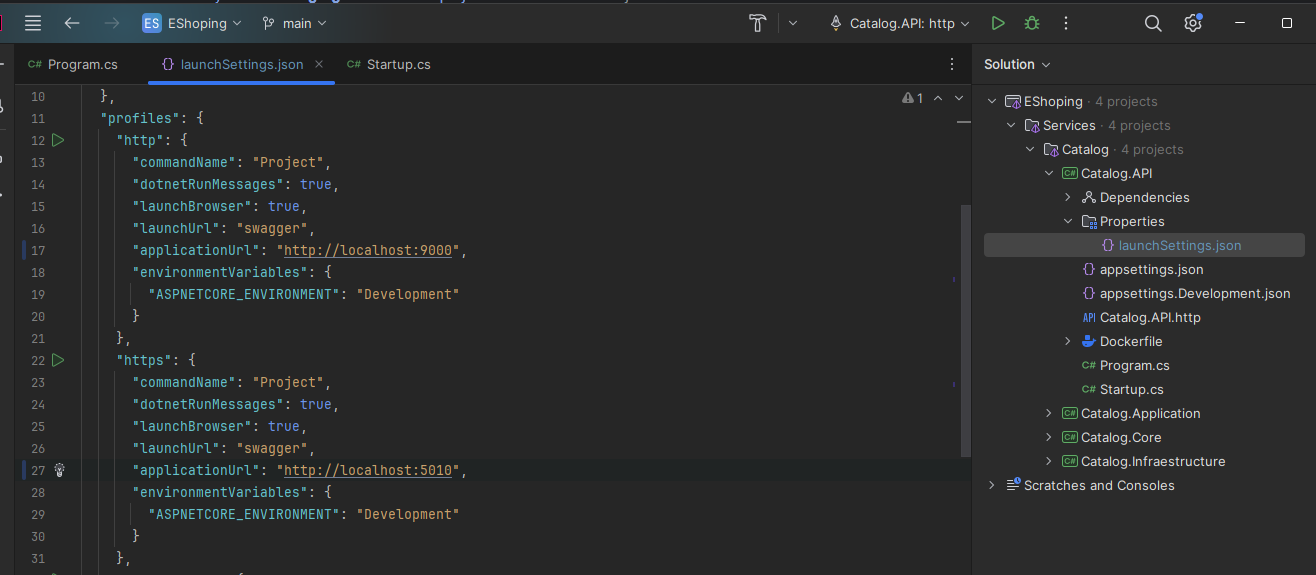 ES EShoping main Catalog.API: http
C# Program.cs {} launchSettings.json × C# Startup.cs
Solution
10 },
11 "profiles": {
12 "http": {
13 "commandName": "Project",
14 "dotnetRunMessages": true,
15 "launchBrowser": true,
16 "launchUrl": "swagger",
17 "applicationUrl": "http://localhost:9000",
18 "environmentVariables": {
19 "ASPNETCORE_ENVIRONMENT": "Development"
20 }
21 },
22 "https": {
23 "commandName": "Project",
24 "dotnetRunMessages": true,
25 "launchBrowser": true,
26 "launchUrl": "swagger",
27 "applicationUrl": "http://localhost:5010",
28 "environmentVariables": {
29 "ASPNETCORE_ENVIRONMENT": "Development"
30 }
31 },
1
EShoping · 4 projects
Services · 4 projects
Catalog · 4 projects
C# Catalog.API
Dependencies
Properties
{} launchSettings.json
{} appsettings.json
{} appsettings.Development.json
API Catalog.API.http
Dockerfile
C# Program.cs
C# Startup.cs
C# Catalog.Application
C# Catalog.Core
C# Catalog.Infraestructure
Scratches and Consoles